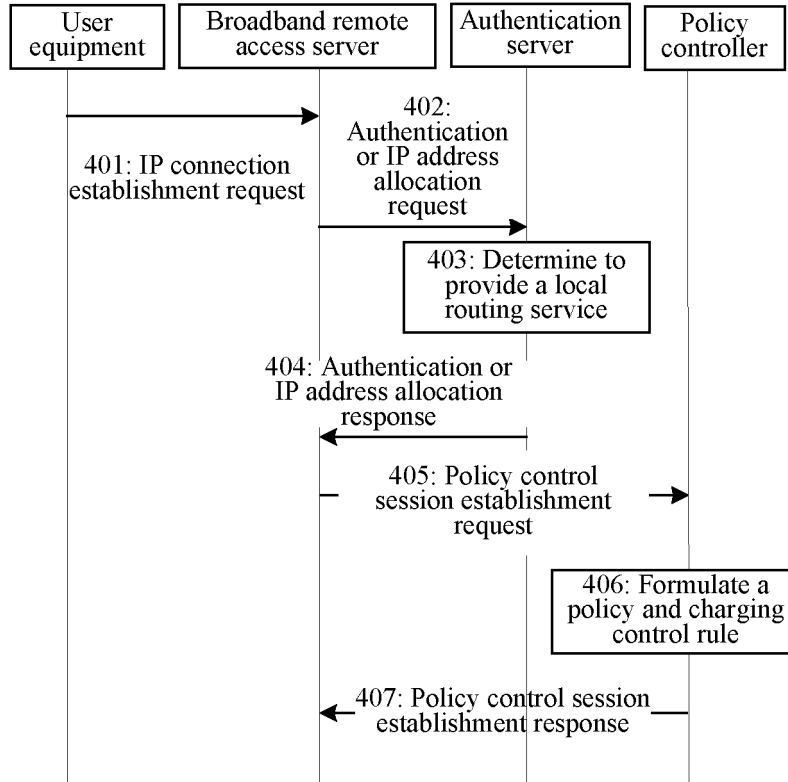 User
equipment
Broadband remote
access server
Authentication
server
Policy
controller
402:
Authentication
or IP address
allocation
request
401: IP connection
establishment request
403: Determine to
provide a local
routing service
404: Authentication or
IP address allocation
response
405: Policy control
session establishment
request
406: Formulate a
policy and charging
control rule
407: Policy control session
establishment response